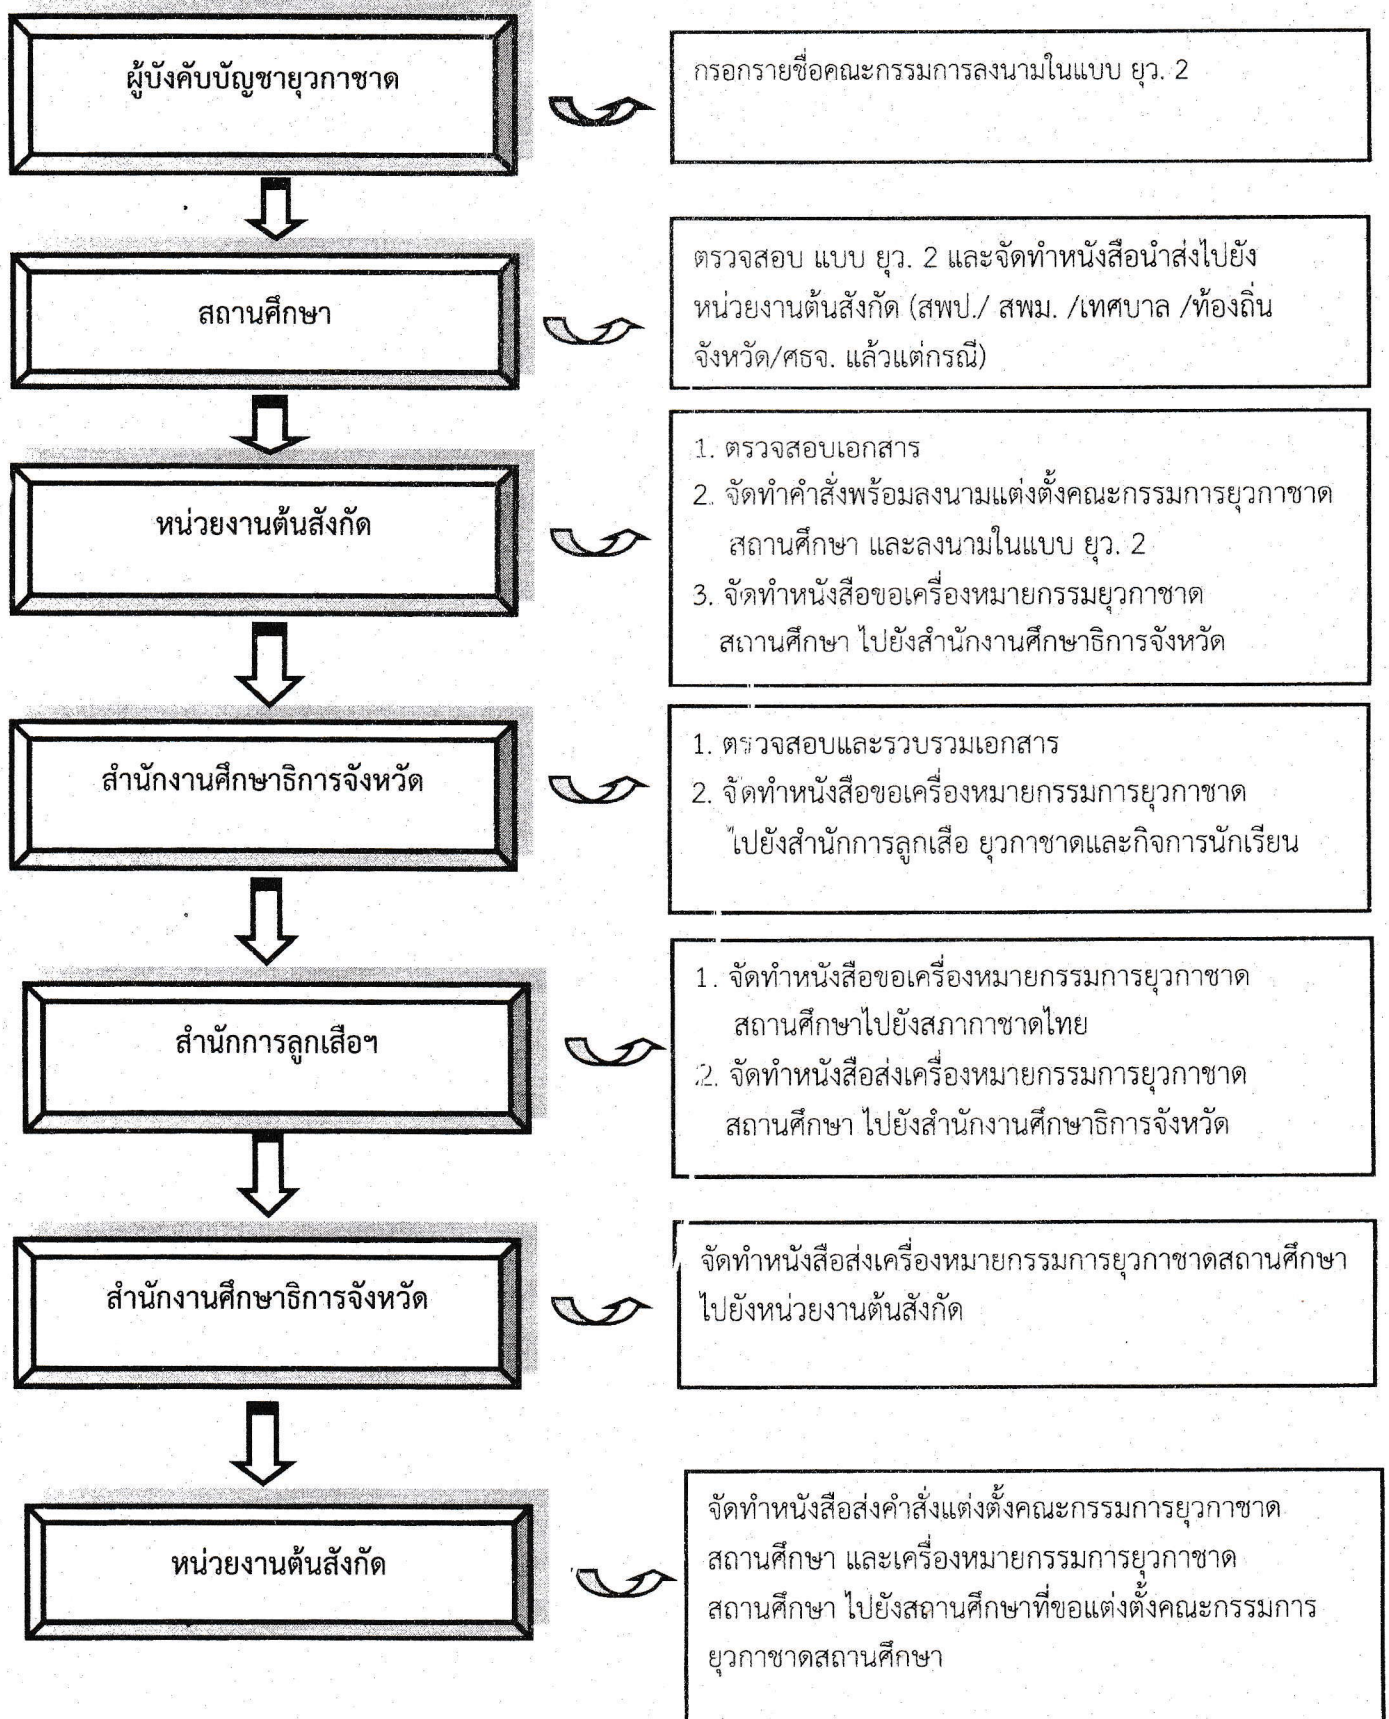 ผู้บังคับบัญชายุวกาชาด
กรอกรายชื่อคณะกรรมการลงนามในแบบ ยุว. 2
สถานศึกษา
ตรวจสอบ แบบ ยุว. 2 และจัดทำหนังสือนำส่งไปยัง
หน่วยงานต้นสังกัด (สพป./ สพม. /เทศบาล /ท้องถิ่น
จังหวัด/ศธจ. แล้วแต่กรณี)
หน่วยงานต้นสังกัด
1. ตรวจสอบเอกสาร
2. จัดทำคำสั่งพร้อมลงนามแต่งตั้งคณะกรรมการยุวกาชาด
สถานศึกษา และลงนามในแบบ ยุว. 2
3. จัดทำหนังสือขอเครื่องหมายกรรมยุวกาชาด
สถานศึกษา ไปยังสำนักงานศึกษาธิการจังหวัด
สำนักงานศึกษาธิการจังหวัด
1. ตรวจสอบและรวบรวมเอกสาร
2. จัดทำหนังสือขอเครื่องหมายกรรมการยุวกาชาด
ไปยังสำนักการลูกเสือ ยุวกาชาดและกิจการนักเรียน
สำนักการลูกเสือฯ
1. จัดทำหนังสือขอเครื่องหมายกรรมการยุวกาชาด
สถานศึกษาไปยังสภากาชาดไทย
2. จัดทำหนังสือส่งเครื่องหมายกรรมการยุวกาชาด
สถานศึกษา ไปยังสำนักงานศึกษาธิการจังหวัด
สำนักงานศึกษาธิการจังหวัด
จัดทำหนังสือส่งเครื่องหมายกรรมการยุวกาชาดสถานศึกษา
ไปยังหน่วยงานต้นสังกัด
หน่วยงานต้นสังกัด
จัดทำหนังสือส่งคำสั่งแต่งตั้งคณะกรรมการยุวกาชาด
สถานศึกษา และเครื่องหมายกรรมการยุวกาชาด
สถานศึกษา ไปยังสถานศึกษาที่ขอแต่งตั้งคณะกรรมการ
ยุวกาชาดสถานศึกษา